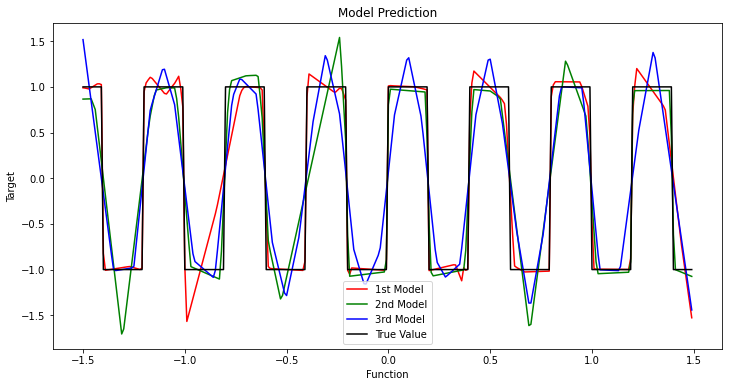 Model Prediction
Target
1.5
1.0
0.5
0.0
−0.5
−1.0
−1.5
1st Model
2nd Model
3rd Model
True Value
−1.5 −1.0 −0.5 0.0 0.5 1.0 1.5
Function